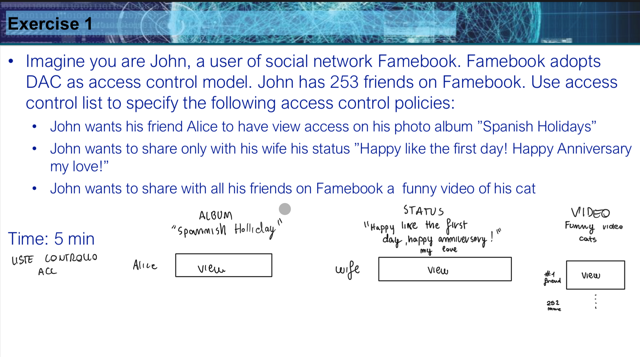 Exercise 1
• Imagine you are John, a user of social network Famebook. Famebook adopts
DAC as access control model. John has 253 friends on Famebook. Use access
control list to specify the following access control policies:
• John wants his friend Alice to have view access on his photo album ”Spanish Holidays”
• John wants to share only with his wife his status ”Happy like the first day! Happy Anniversary
my love!”
• John wants to share with all his friends on Famebook a funny video of his cat
Time: 5 min
LISTE CONTROLLO
ACC
ALBUM
"Spannish Holliday"
Alice
view
STATUS
"Happy like the first
day, happy anniversary!"
my love
wife
view
VIDEO
Funny video
cats
#1
friend
view